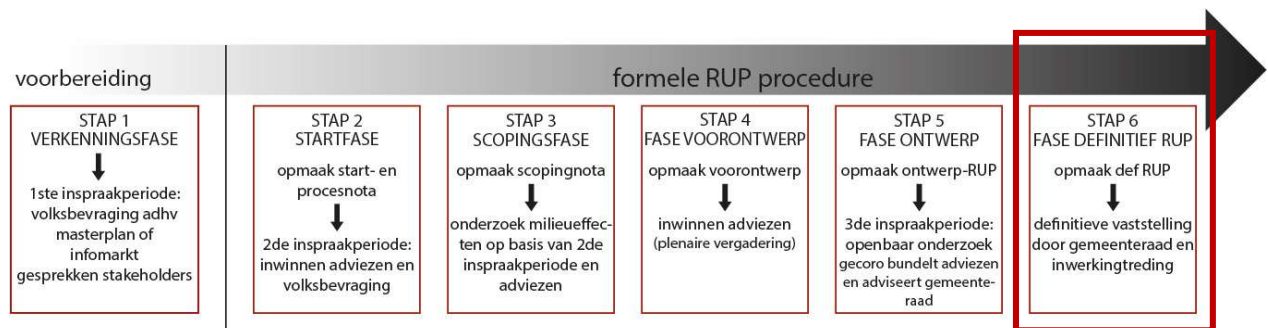 voorbereiding
formele RUP procedure
STAP 1
VERKENNINGSFASE
1ste inspraakperiode:
volksbevraging adhv
masterplan of
infomarkt
gesprekken stakeholders
STAP 2
STARTFASE
opmaak start- en
procesnota
2de inspraakperiode:
inwinnen adviezen en
volksbevraging
STAP 3
SCOPINGSFASE
opmaak scopingnota
onderzoek milieueffec-
ten op basis van 2de
inspraakperiode en
adviezen
STAP 4
FASE VOORONTWERP
opmaak voorontwerp
inwinnen adviezen
(plenaire vergadering)
STAP 5
FASE ONTWERP
opmaak ontwerp-RUP
3de inspraakperiode:
openbaar onderzoek
gecoro bundelt adviezen
en adviseert gemeente-
raad
STAP 6
FASE DEFINITIEF RUP
opmaak def RUP
definitieve vaststelling
door gemeenteraad en
inwerkingtreding